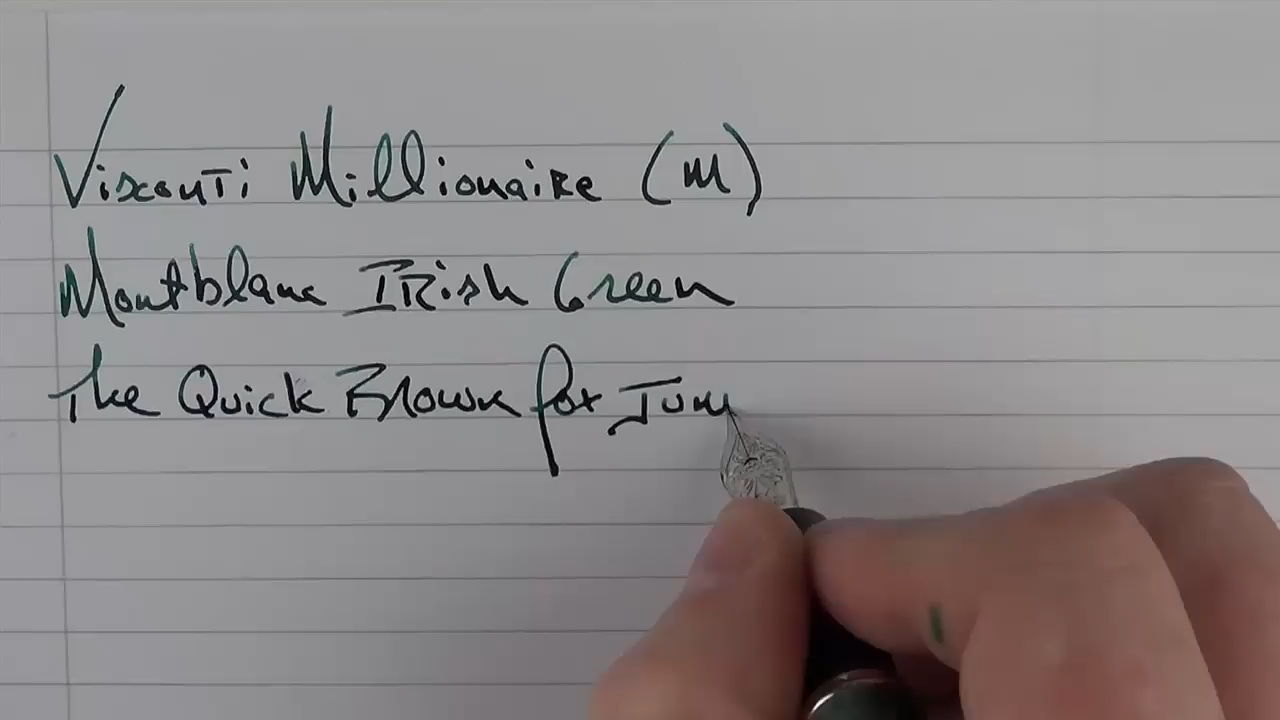 Visconti Millionaire (M)
Montblanc Irish Green
The Quick Brown fox Jum